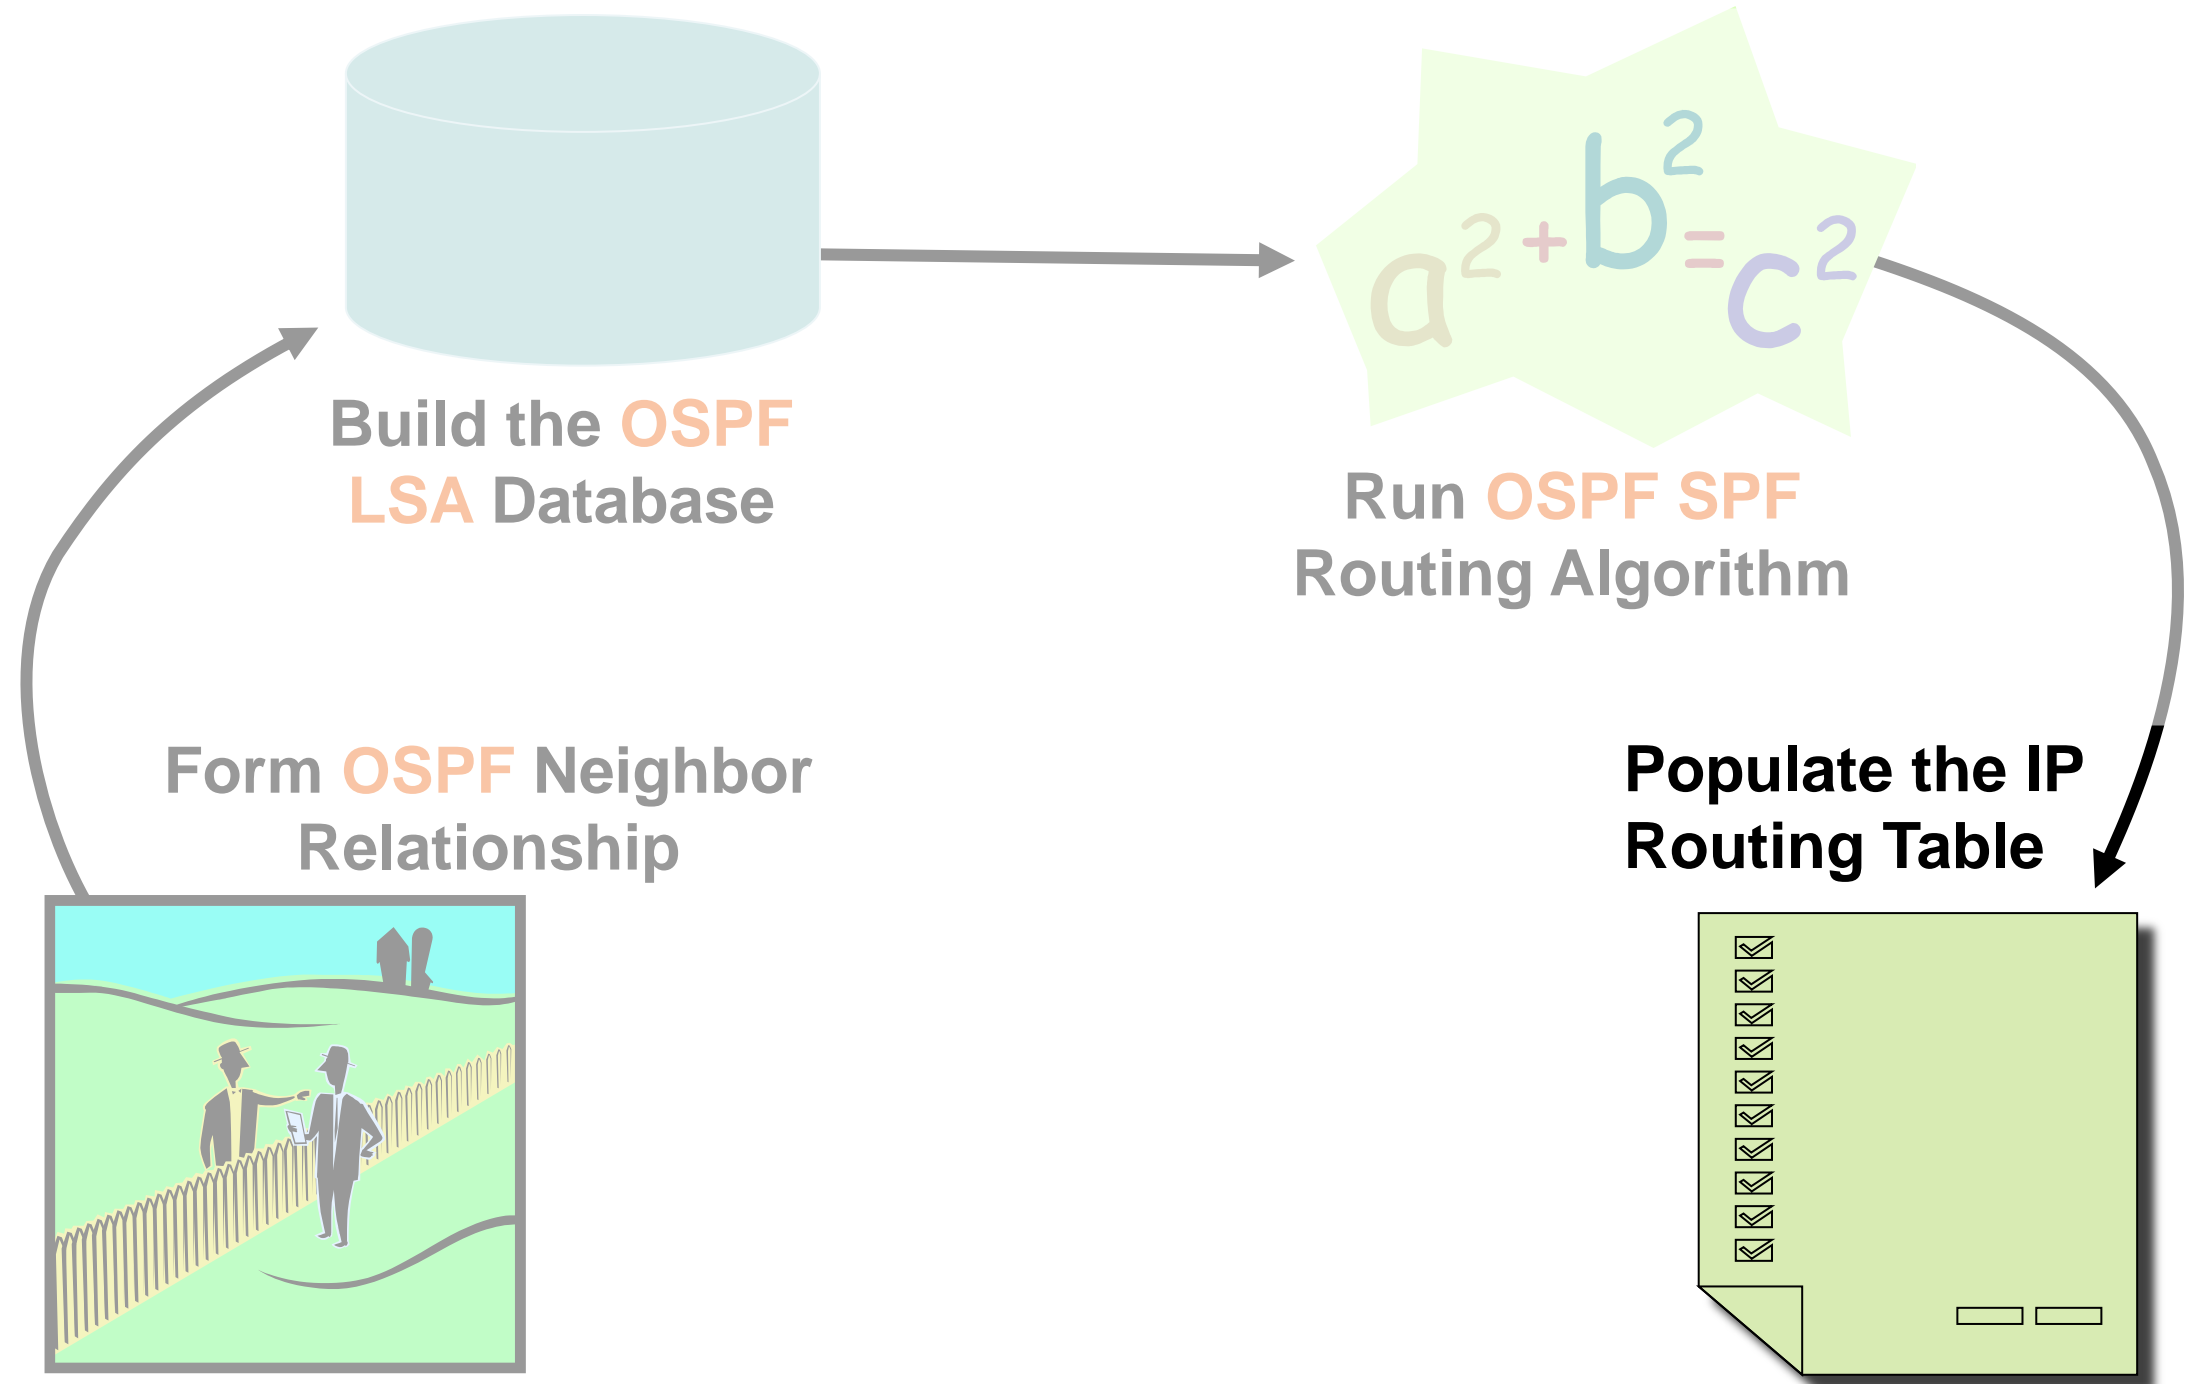 Build the OSPF
LSA Database
a² + b² = c²
Run OSPF SPF
Routing Algorithm
Form OSPF Neighbor
Relationship
Populate the IP
Routing Table